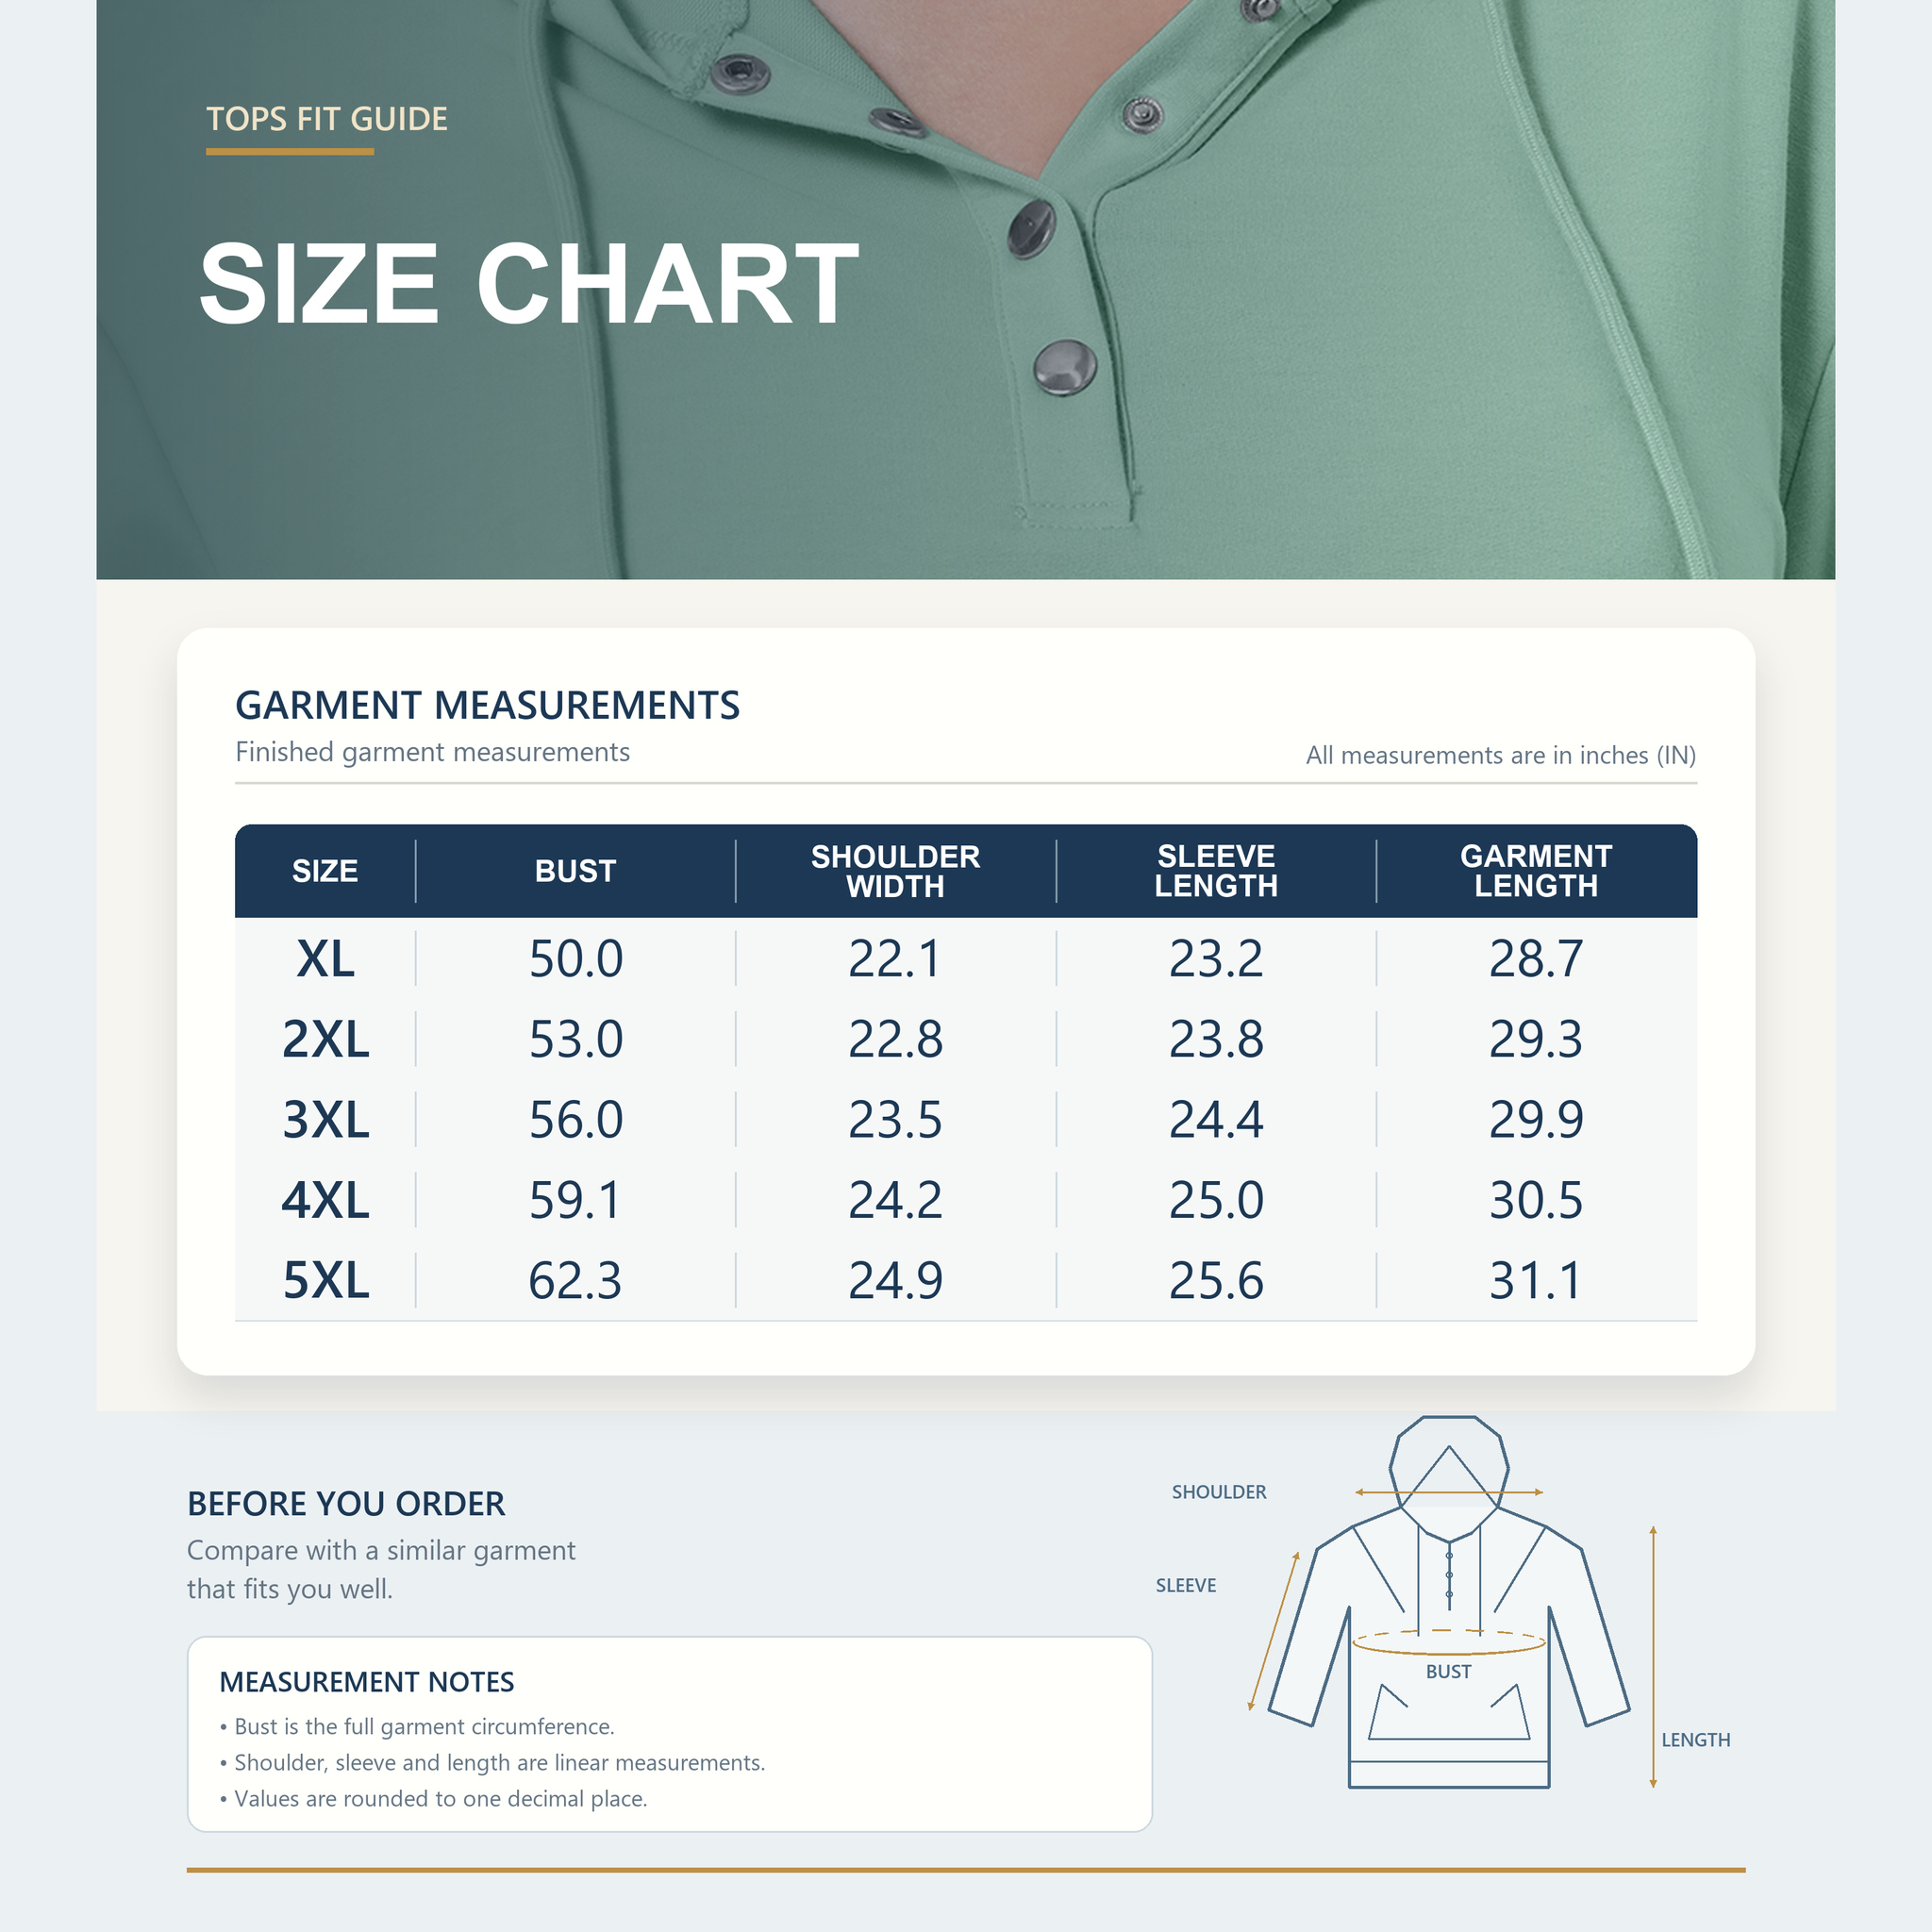 TOPS FIT GUIDE
SIZE CHART
GARMENT MEASUREMENTS
Finished garment measurements
All measurements are in inches (IN)
SIZE BUST SHOULDER WIDTH SLEEVE LENGTH GARMENT LENGTH
XL 50.0 22.1 23.2 28.7
2XL 53.0 22.8 23.8 29.3
3XL 56.0 23.5 24.4 29.9
4XL 59.1 24.2 25.0 30.5
5XL 62.3 24.9 25.6 31.1
BEFORE YOU ORDER
Compare with a similar garment
that fits you well.
MEASUREMENT NOTES
• Bust is the full garment circumference.
• Shoulder, sleeve and length are linear measurements.
• Values are rounded to one decimal place.
SHOULDER
SLEEVE
BUST
LENGTH